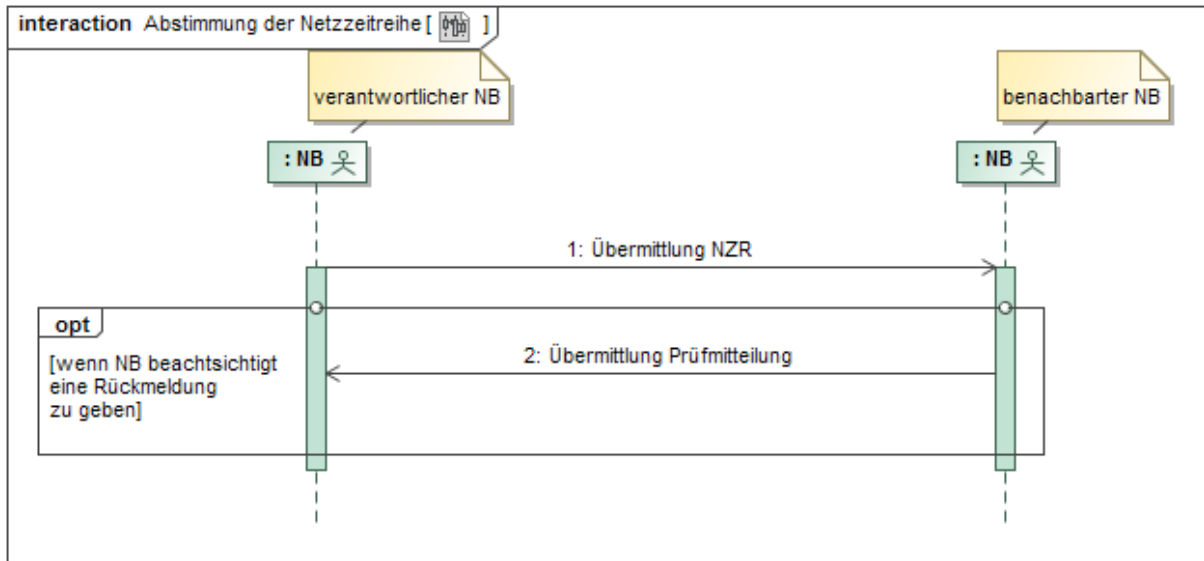 interaction Abstimmung der Netzzeitreihe [ ]
verantwortlicher NB
benachbarter NB
: NB
: NB
1: Übermittlung NZR
opt
[wenn NB beachtsichtigt
eine Rückmeldung
zu geben]
2: Übermittlung Prüfmitteilung